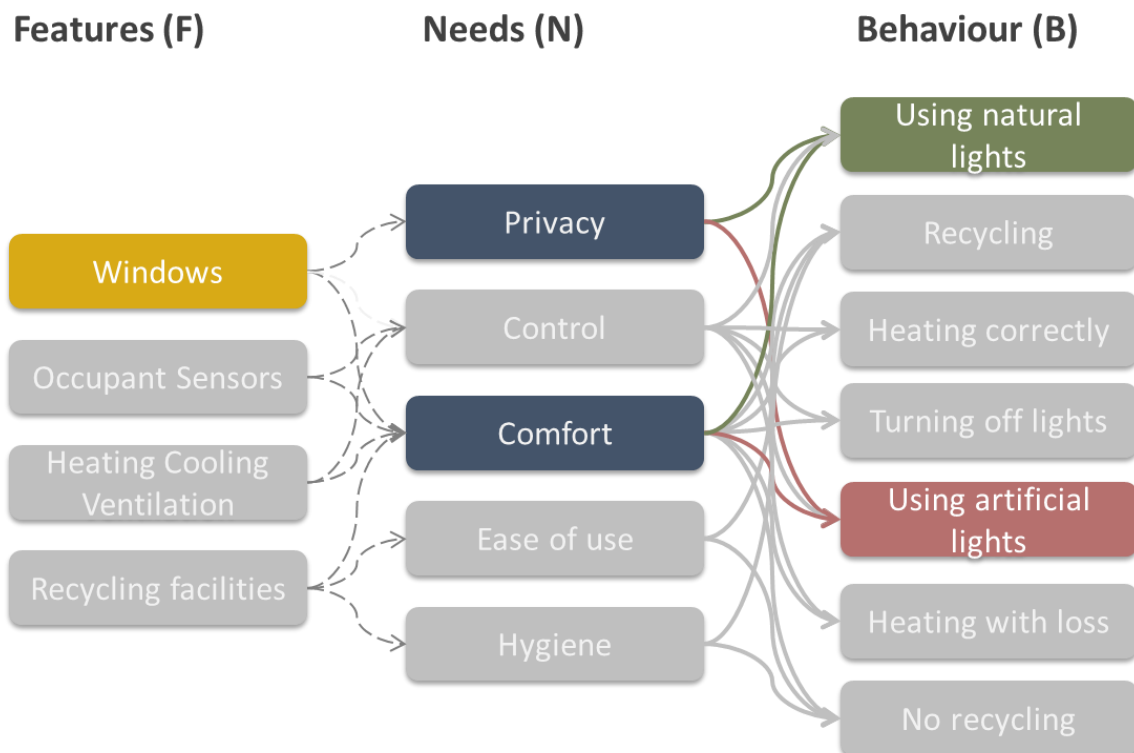 Features (F)
Needs (N)
Behaviour (B)
Windows
Occupant Sensors
Heating Cooling
Ventilation
Recycling facilities
Privacy
Control
Comfort
Ease of use
Hygiene
Using natural
lights
Recycling
Heating correctly
Turning off lights
Using artificial
lights
Heating with loss
No recycling